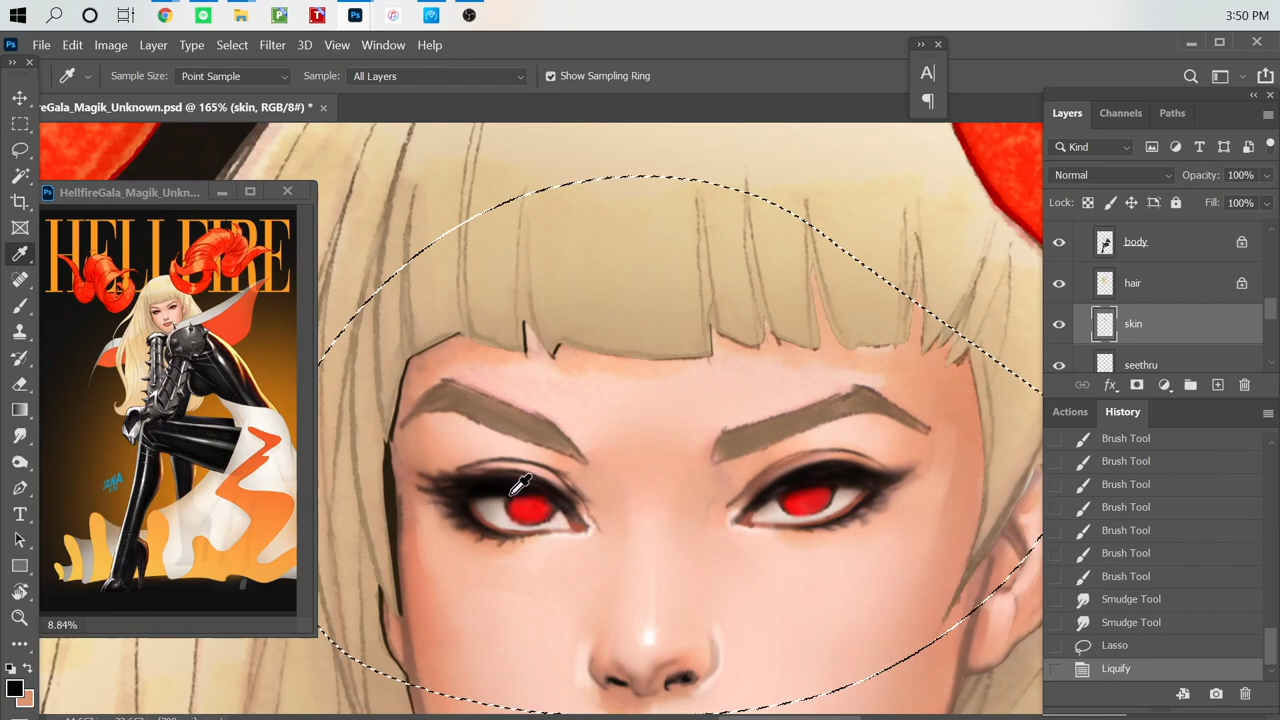 3:50 PM
File Edit Image Layer Type Select Filter 3D View Window Help
Sample Size: Point Sample Sample: All Layers Show Sampling Ring
reGala_Magik_Unknown.psd @ 165% (skin, RGB/8#) *
HellfireGala_Magik_Unkn...
HELLFIRE
8.84%
Layers Channels Paths
Kind
Normal Opacity: 100%
Lock: Fill: 100%
body
hair
skin
seethru
Actions History
Brush Tool
Brush Tool
Brush Tool
Brush Tool
Brush Tool
Brush Tool
Brush Tool
Smudge Tool
Smudge Tool
Lasso
Liquify